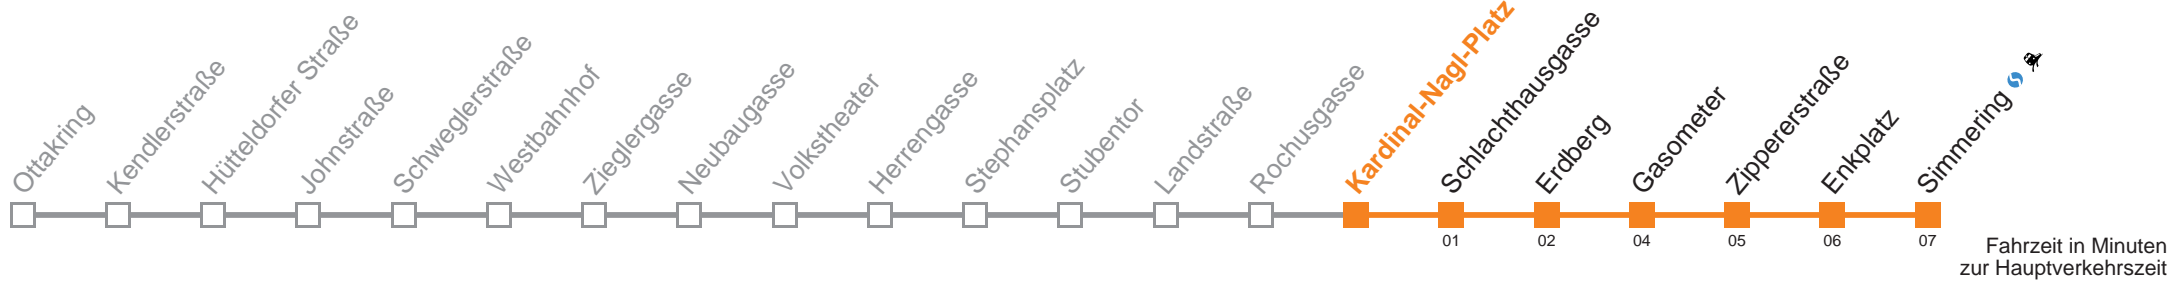 Ottakring
Kendlerstraße
Hütteldorfer Straße
Johnstraße
Schweglerstraße
Westbahnhof
Zieglergasse
Neubaugasse
Volkstheater
Herrengasse
Stephansplatz
Stubentor
Landstraße
Rochusgasse
Kardinal-Nagl-Platz
Schlachthausgasse
Erdberg
Gasometer
Zippererstraße
Enkplatz
Simmering
01
02
04
05
06
07
Fahrzeit in Minuten
zur Hauptverkehrszeit